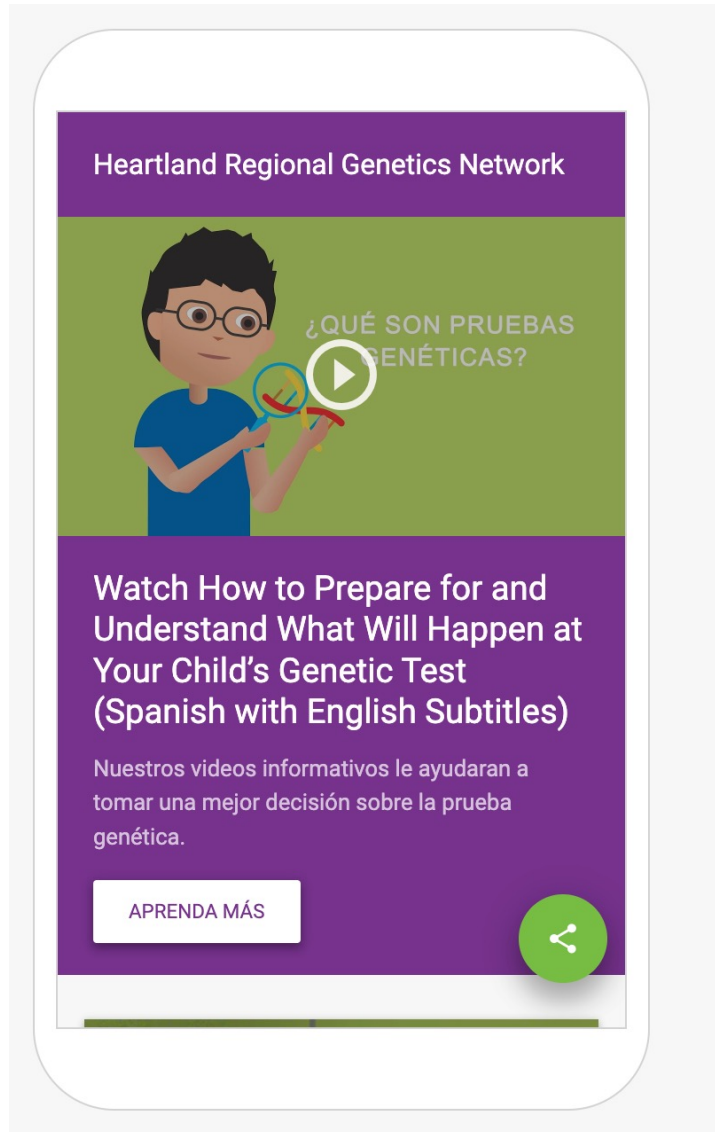 Heartland Regional Genetics Network
¿QUÉ SON PRUEBAS
GENÉTICAS?
Watch How to Prepare for and
Understand What Will Happen at
Your Child’s Genetic Test
(Spanish with English Subtitles)
Nuestros videos informativos le ayudaran a
tomar una mejor decisión sobre la prueba
genética.
APRENDA MÁS